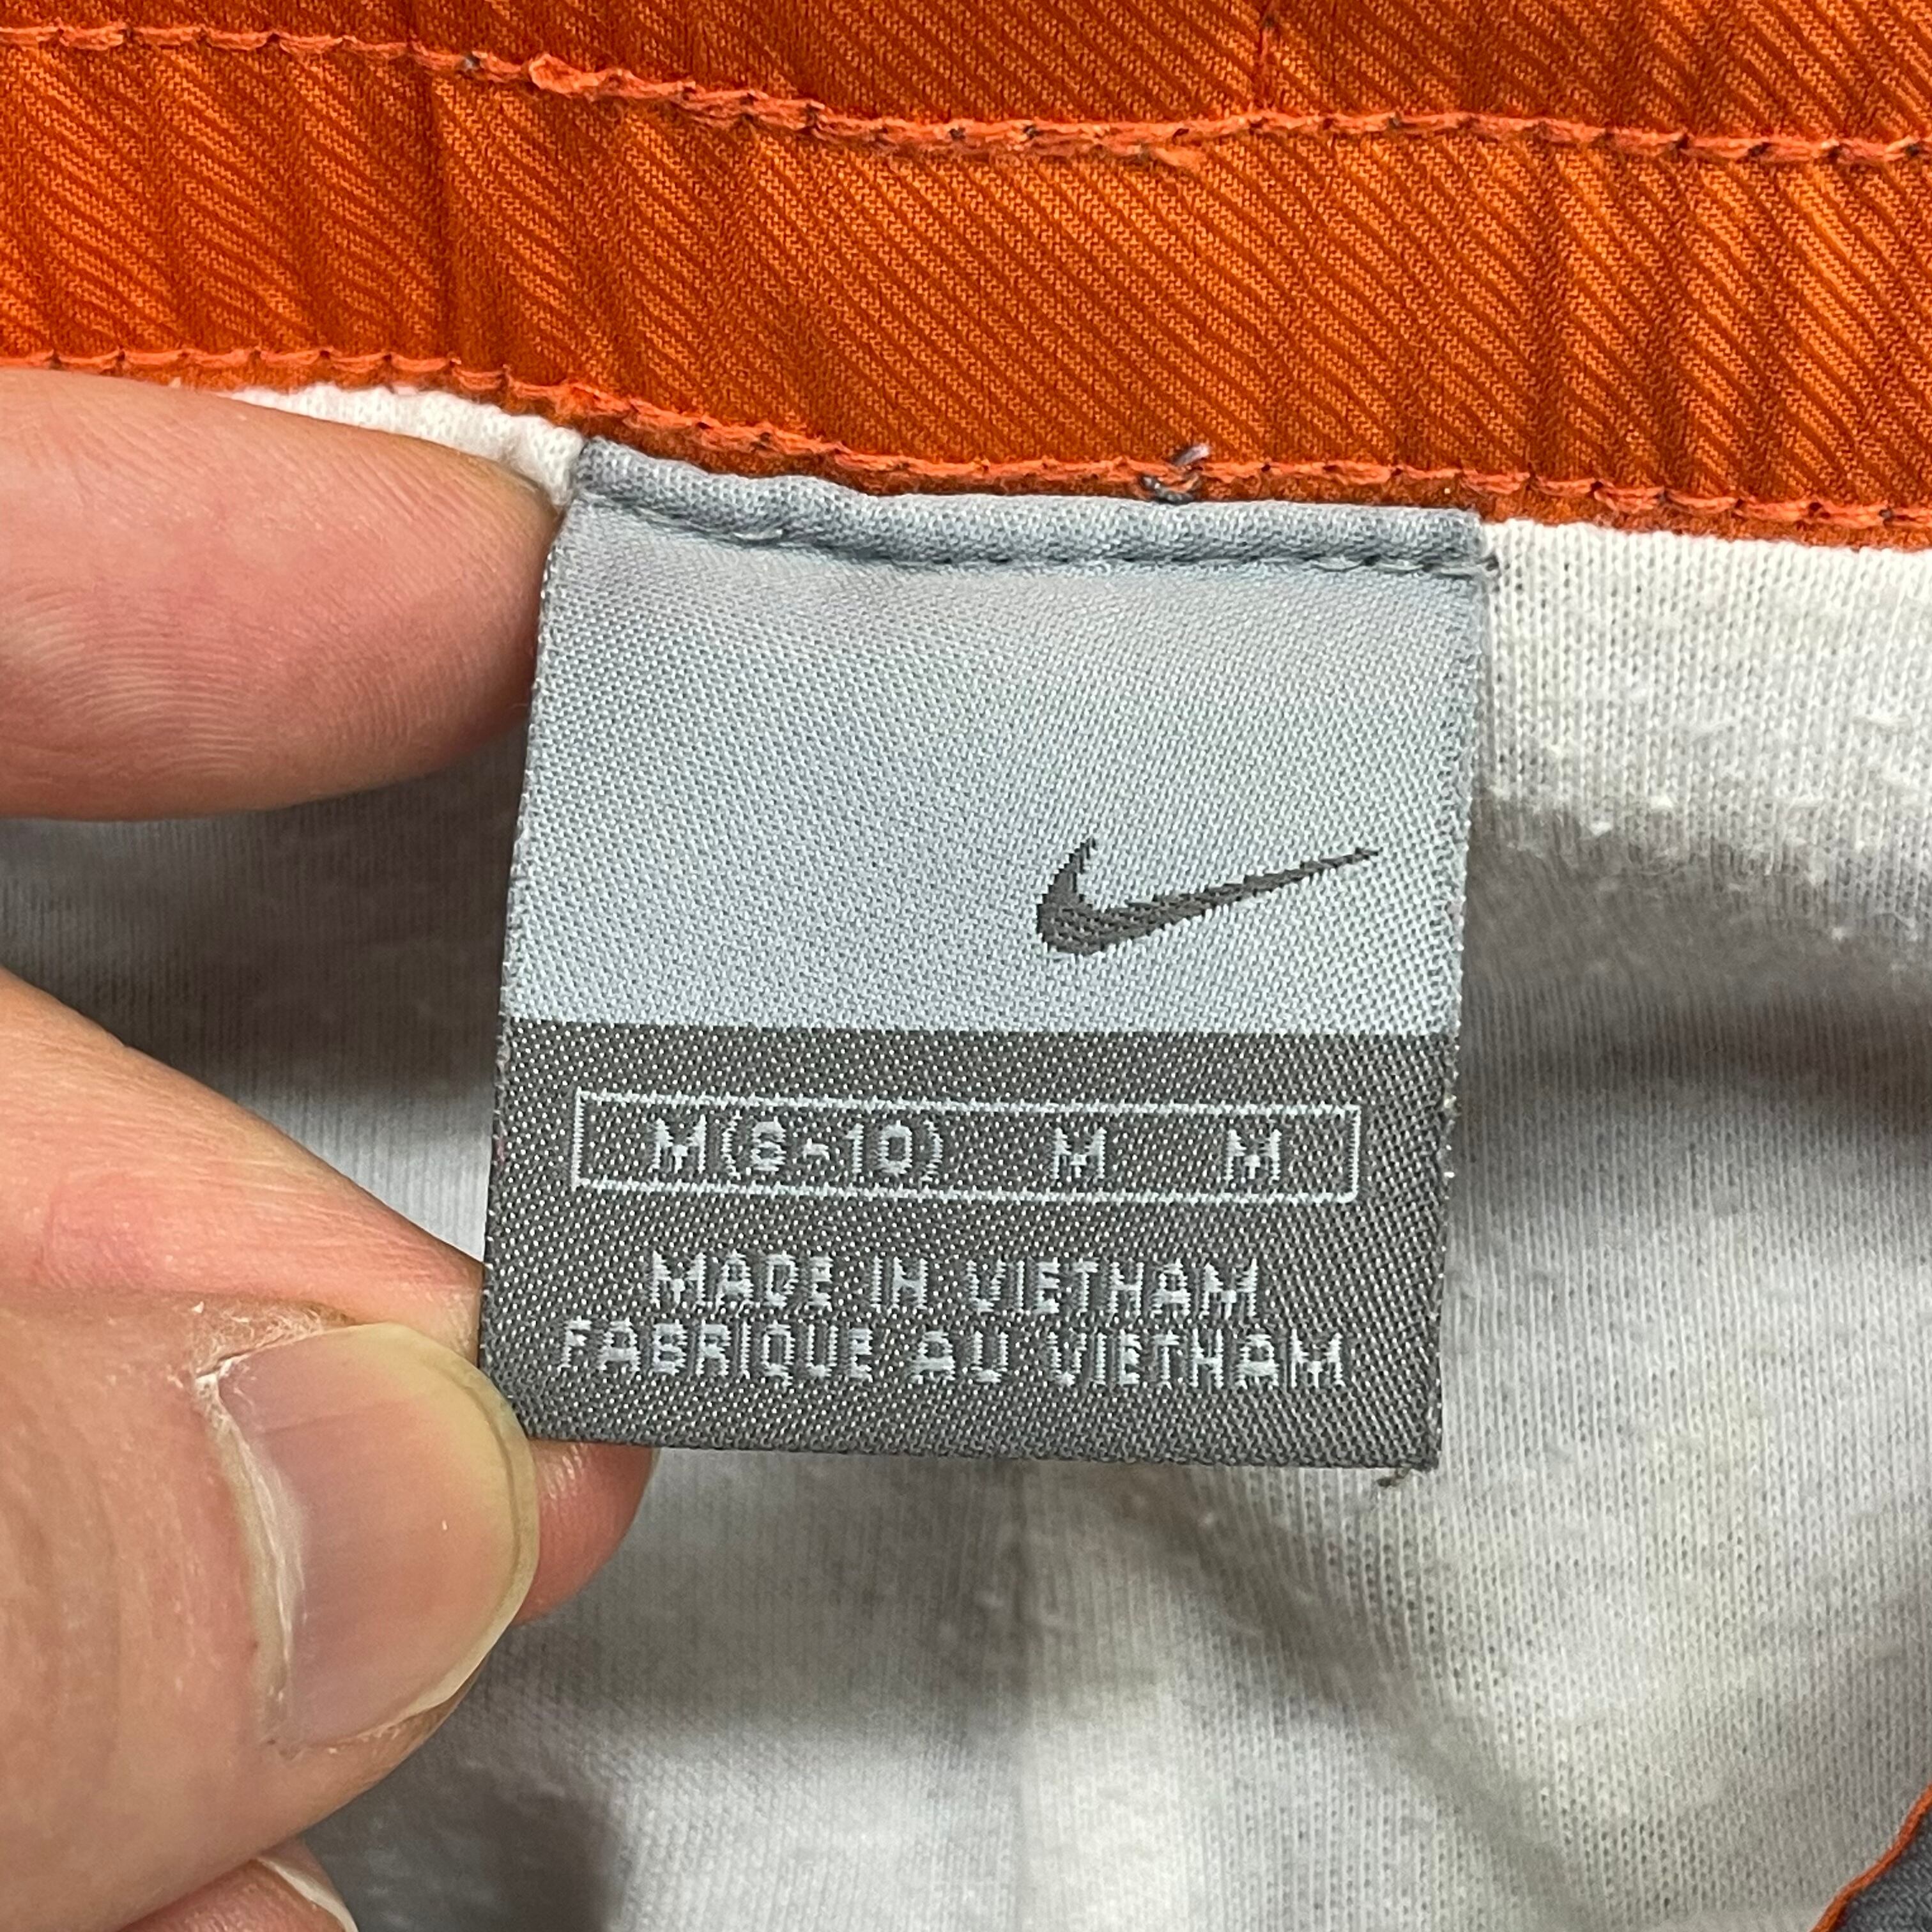 M(8-10) M M
MADE IN VIETNAM
FABRIQUE AU VIETNAM